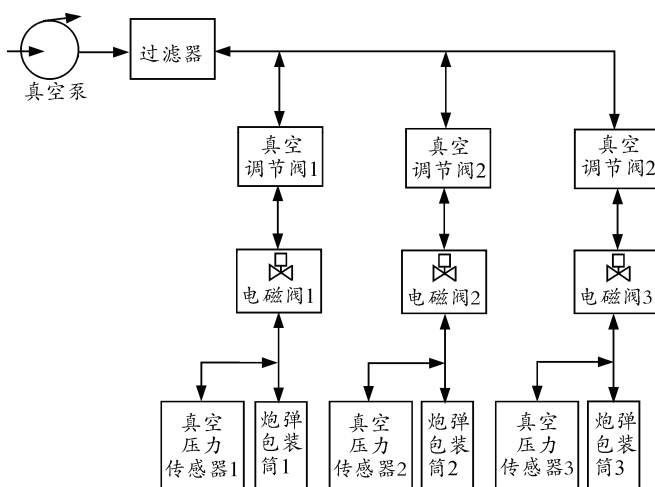 过滤器
真空泵
真空
调节阀1
真空
调节阀2
真空
调节阀2
电磁阀1
电磁阀2
电磁阀3
真空
压力
传感器1
炮弹
包装
筒1
真空
压力
传感器2
炮弹
包装
筒2
真空
压力
传感器3
炮弹
包装
筒3